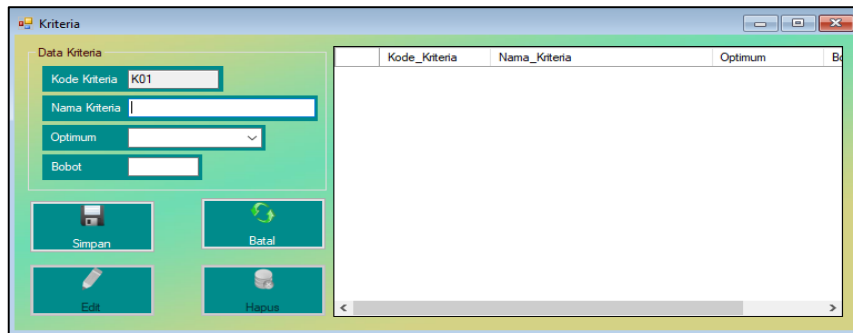 Kriteria
Data Kriteria
Kode Kriteria K01
Nama Kriteria
Optimum
Bobot
Simpan
Batal
Edit
Hapus
Kode_Kriteria Nama_Kriteria Optimum